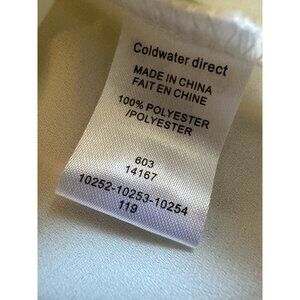 Coldwater direct
MADE IN CHINA
FAIT EN CHINE
100% POLYESTER
/POLYESTER
603
14167
10252-10253-10254
119